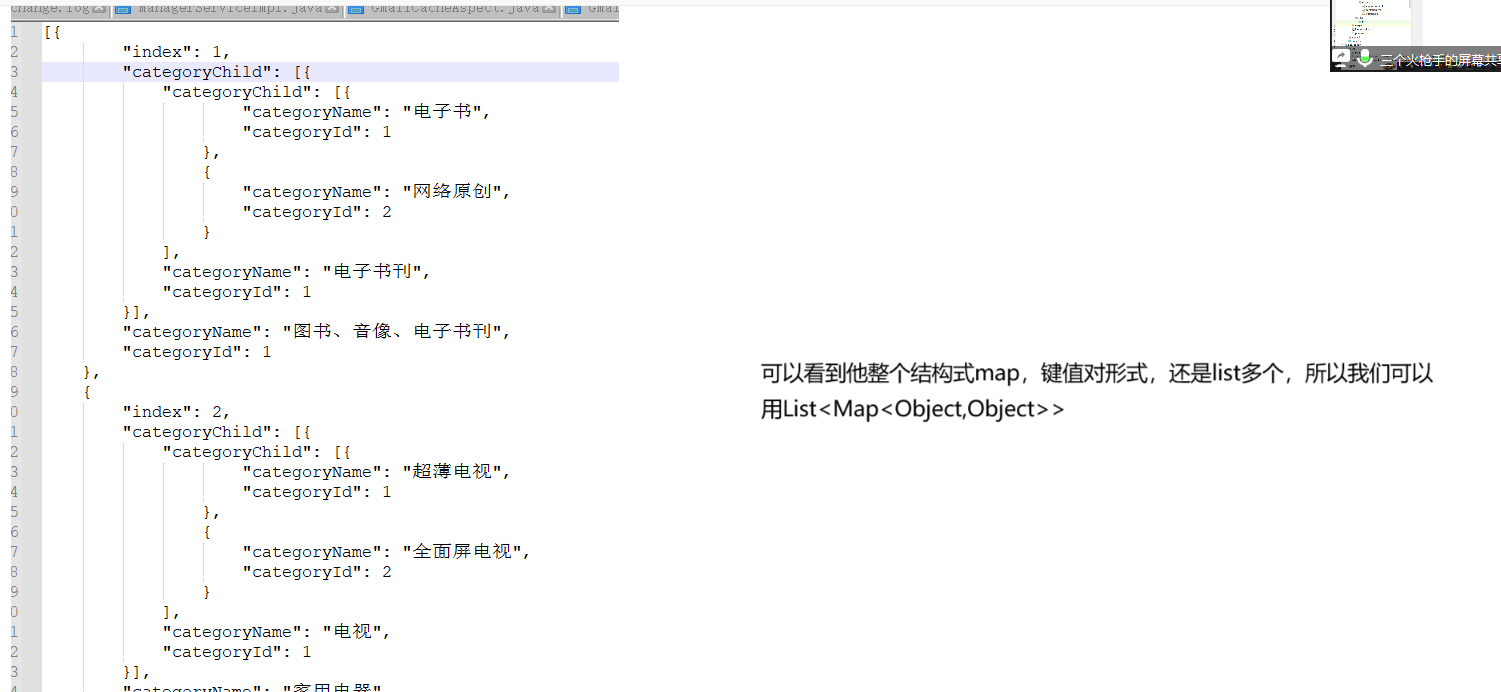 change.log
ManagerServiceImpl.java
GmallCacheAspect.java
Gmal
三个火枪手的屏幕共享
1 [{
2 "index": 1,
3 "categoryChild": [{
4 "categoryChild": [{
5 "categoryName": "电子书",
6 "categoryId": 1
7 },
8 {
9 "categoryName": "网络原创",
0 "categoryId": 2
1 }
2 ],
3 "categoryName": "电子书刊",
4 "categoryId": 1
5 }],
6 "categoryName": "图书、音像、电子书刊",
7 "categoryId": 1
8 },
9 {
0 "index": 2,
1 "categoryChild": [{
2 "categoryChild": [{
3 "categoryName": "超薄电视",
4 "categoryId": 1
5 },
6 {
7 "categoryName": "全面屏电视",
8 "categoryId": 2
9 }
0 ],
1 "categoryName": "电视",
2 "categoryId": 1
3 }],
4 "categoryName": "家用电器"
可以看到他整个结构式map，键值对形式，还是list多个，所以我们可以
用List<Map<Object,Object>>